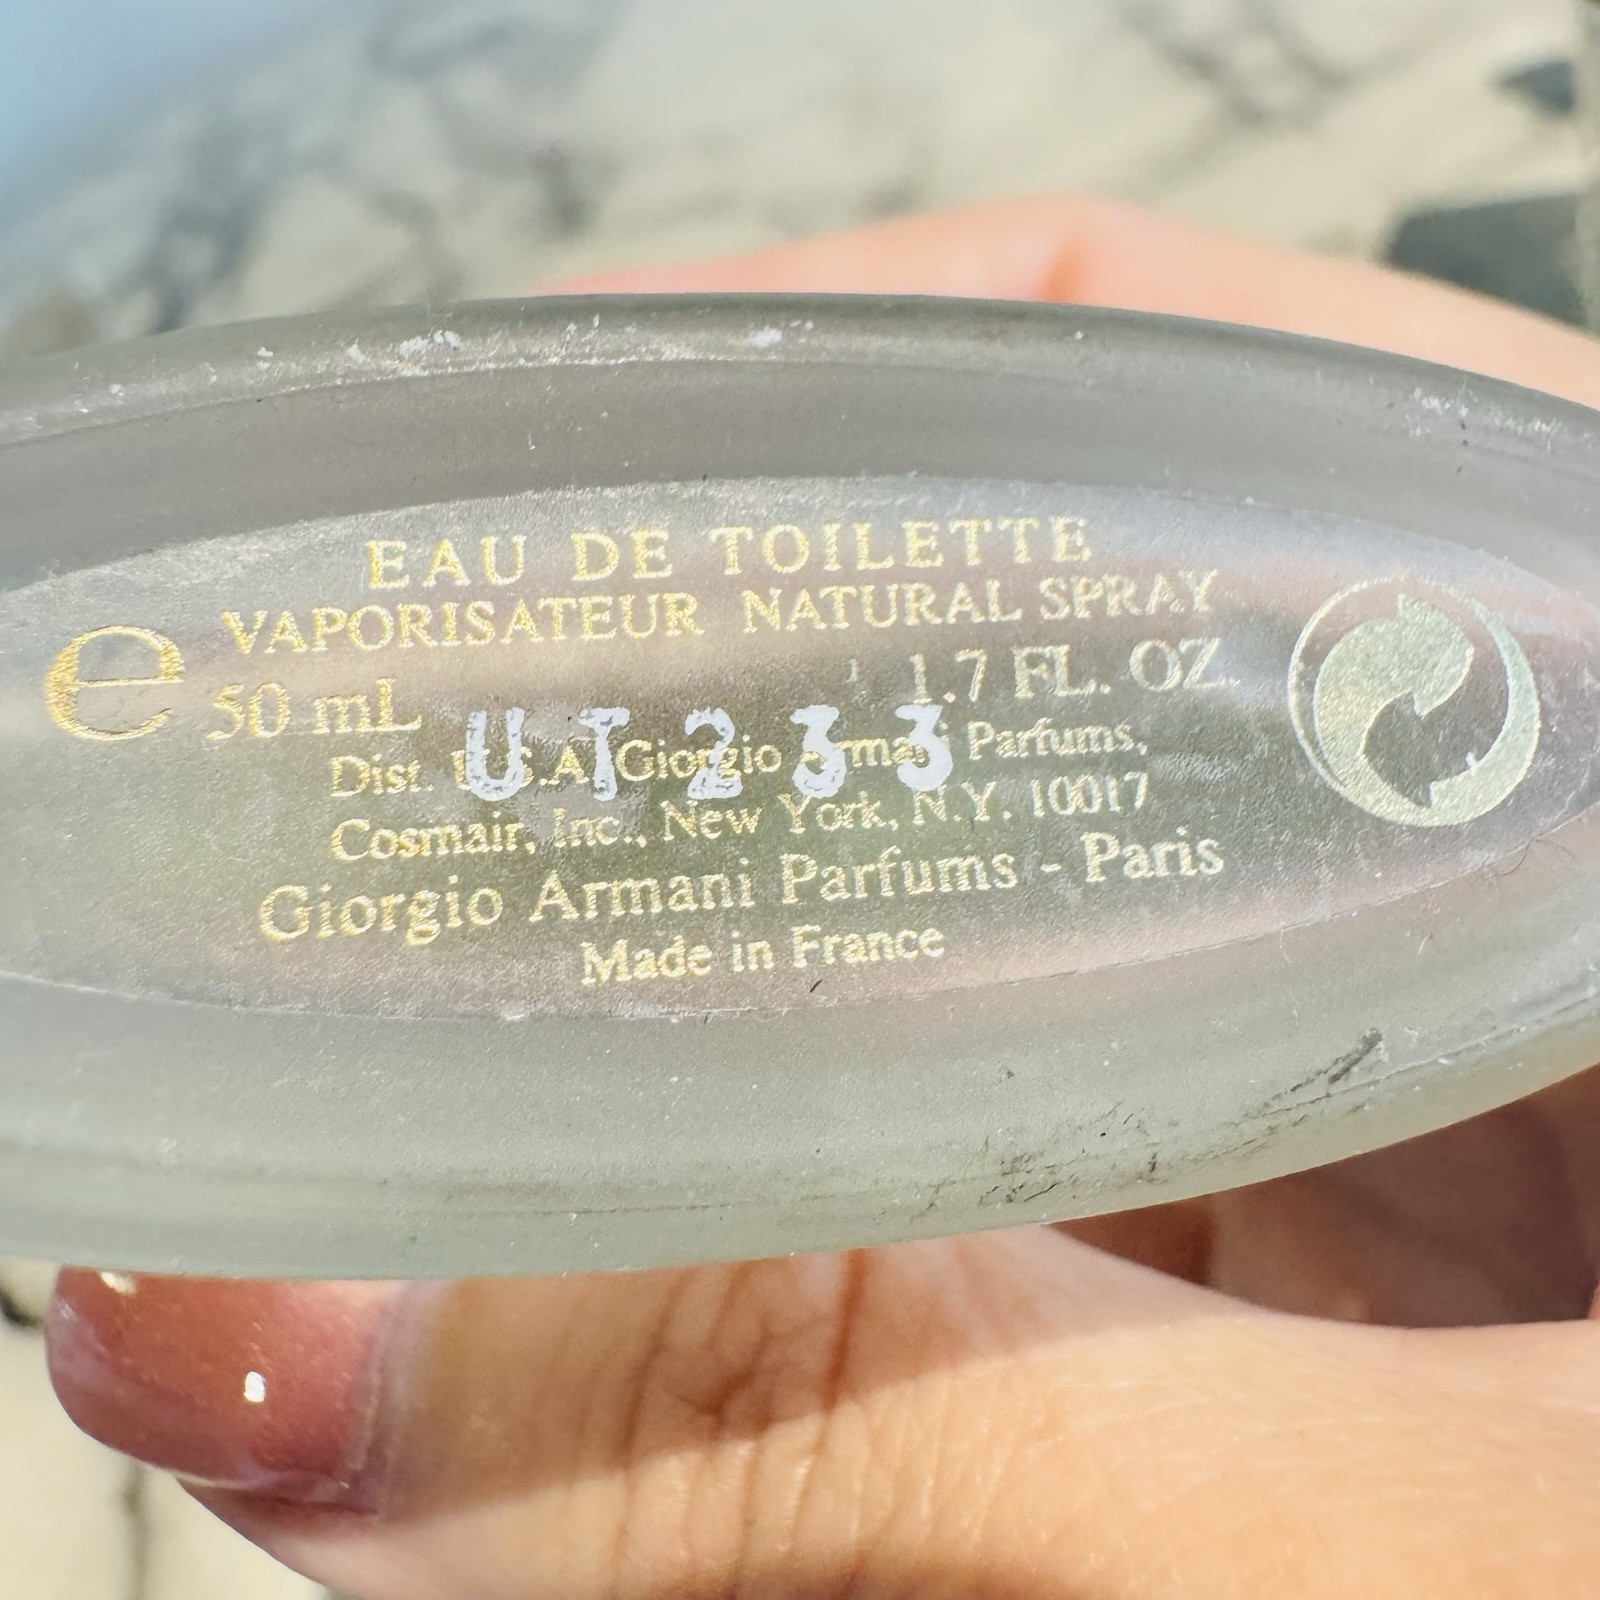 EAU DE TOILETTE
VAPORISATEUR NATURAL SPRAY
e 50 mL 1.7 FL. OZ.
UT233
Dist. U.S.A. Giorgio Armani Parfums,
Cosmair, Inc., New York, N.Y. 10017
Giorgio Armani Parfums - Paris
Made in France